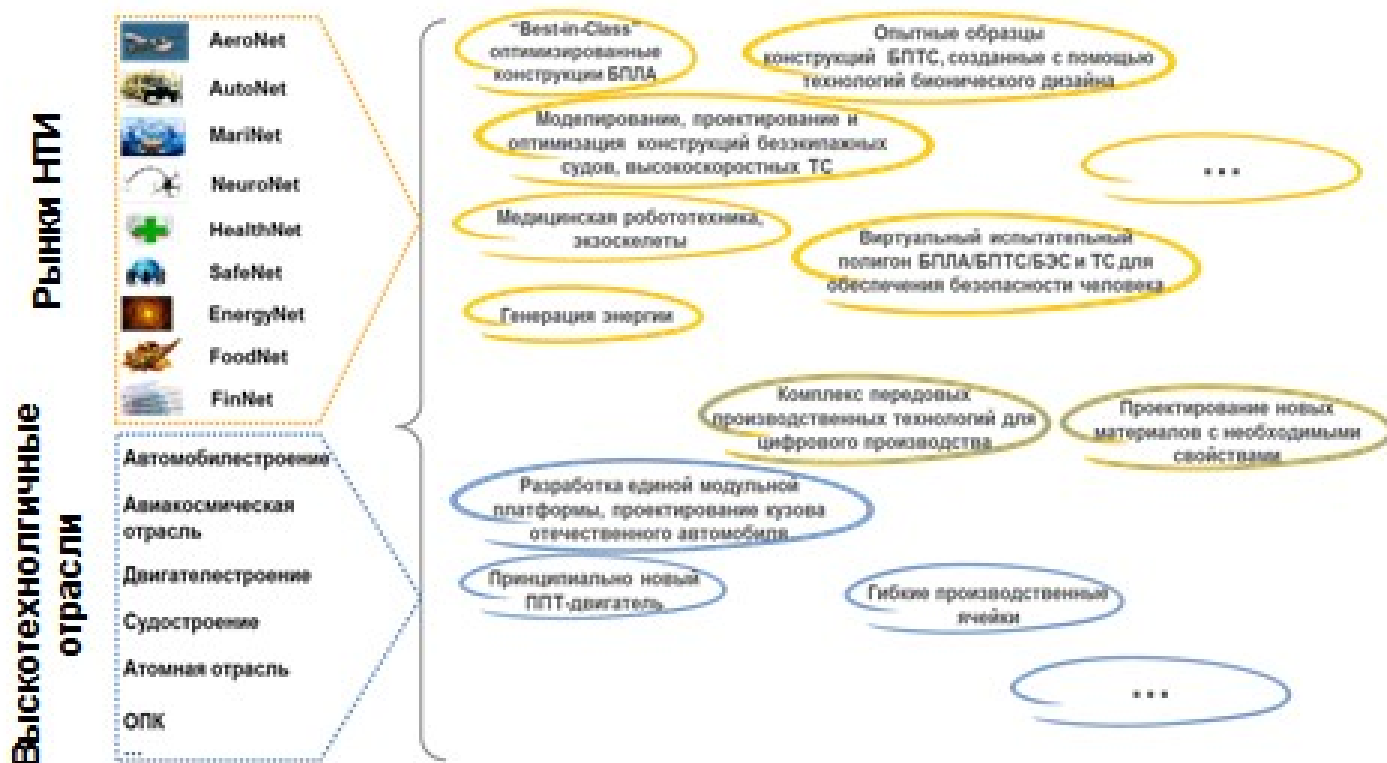 Рынки НТИ
AeroNet
AutoNet
MariNet
NeuroNet
HealthNet
SafeNet
EnergyNet
FoodNet
FinNet
"Best-in-Class"
оптимизированные
конструкции БПЛА
Опытные образцы
конструкций БПТС, созданные с помощью
технологий бионического дизайна
Моделирование, проектирование и
оптимизация конструкций безэкипажных
судов, высокоскоростных ТС
...
Медицинская робототехника,
экзоскелеты
Виртуальный испытательный
полигон БПЛА/БПТС/БЭС и ТС для
обеспечения безопасности человека
Генерация энергии
Комплекс передовых
производственных технологий для
цифрового производства
Проектирование новых
материалов с необходимыми
свойствами
Выскотехнологичные
отрасли
Автомобилестроение
Авиакосмическая
отрасль
Двигателестроение
Судостроение
Атомная отрасль
ОПК
...
Разработка единой модульной
платформы, проектирование кузова
отечественного автомобиля
Принципиально новый
ППТ-двигатель
Гибкие производственные
ячейки
...